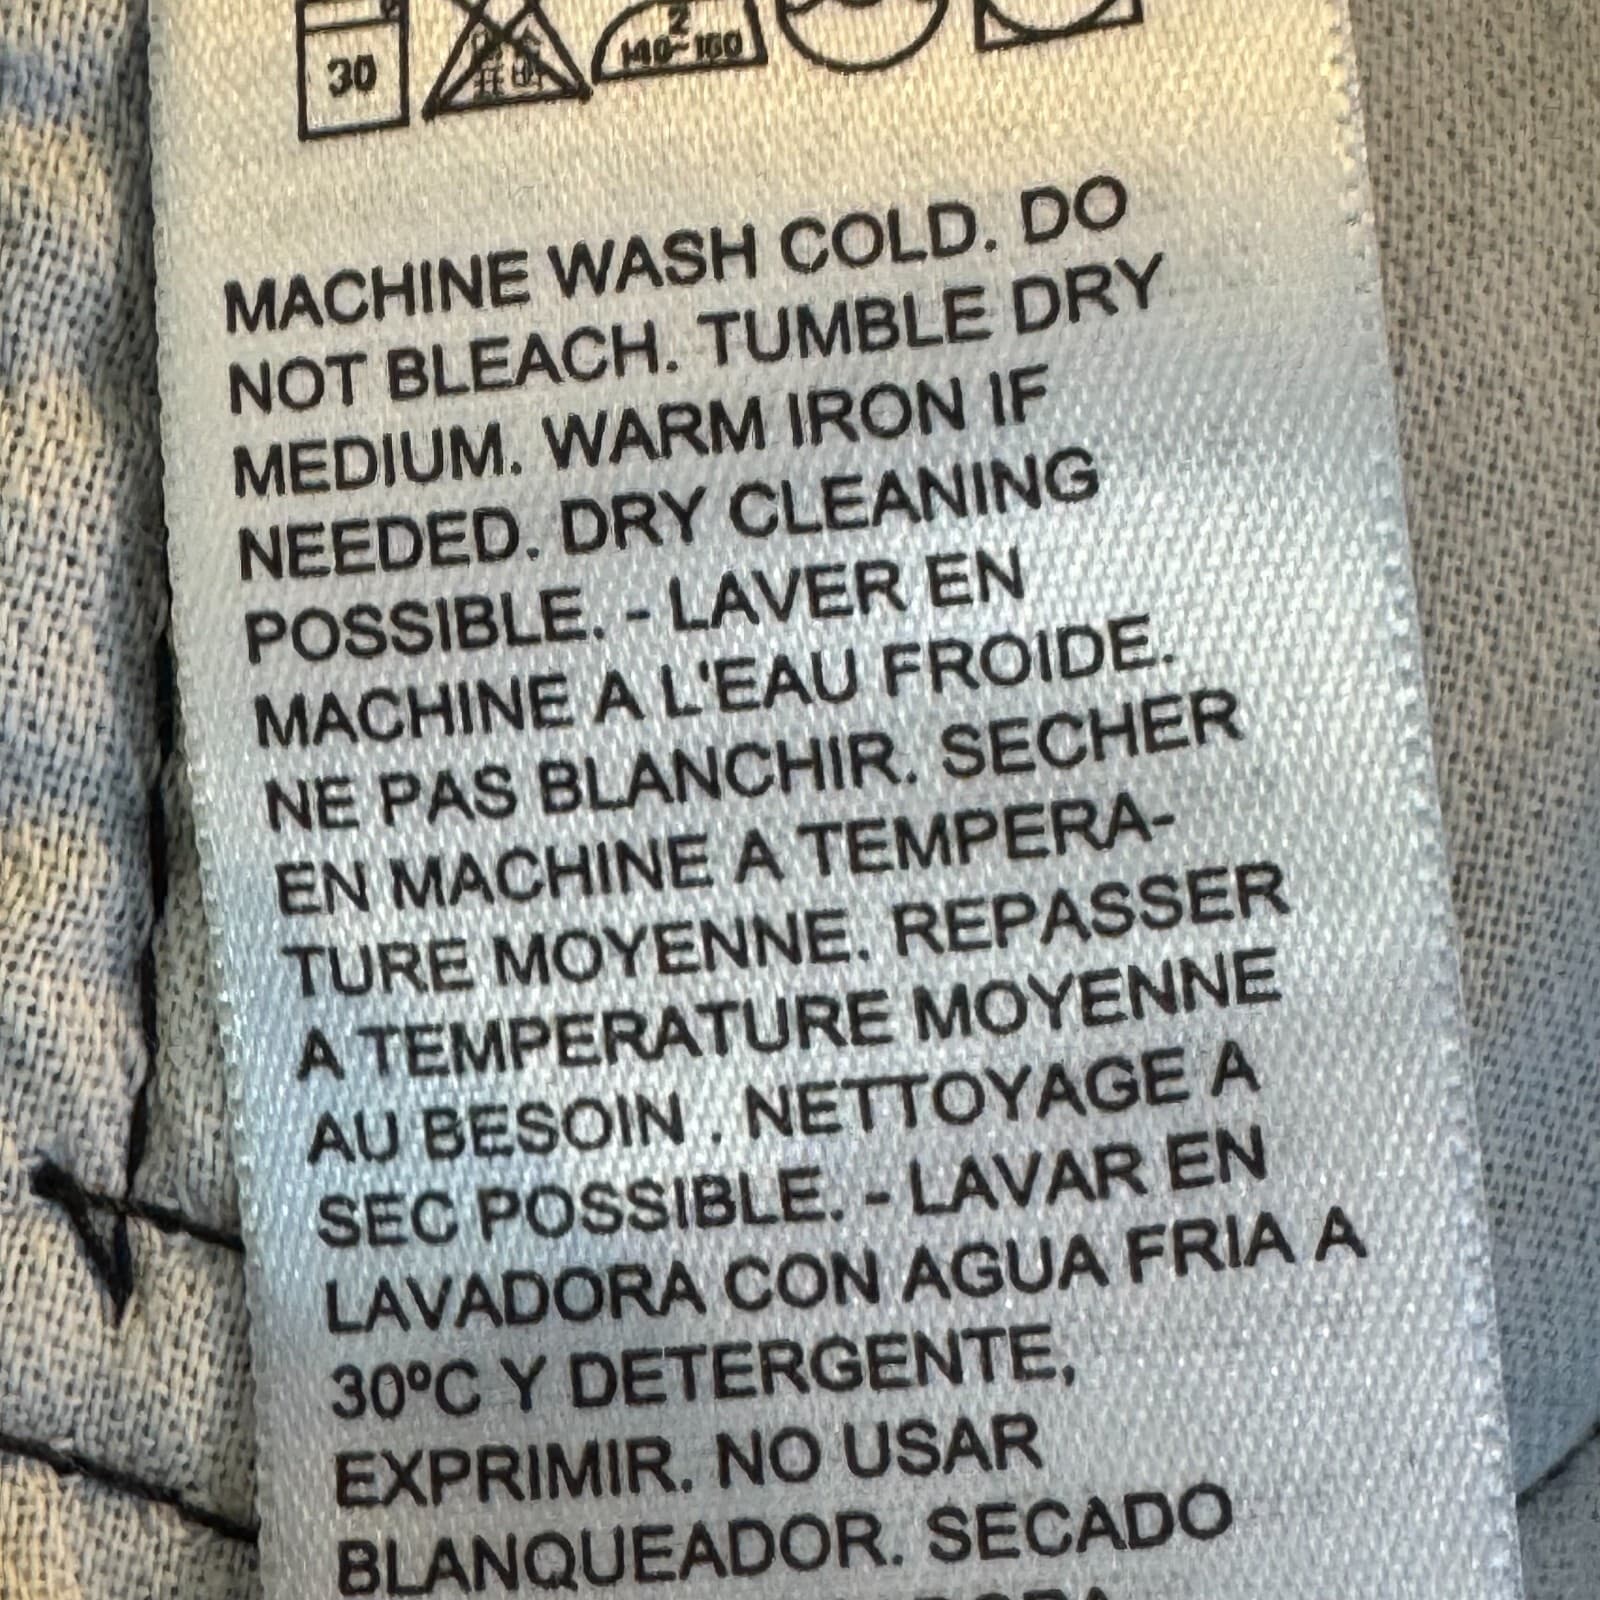 30
140~160
MACHINE WASH COLD. DO
NOT BLEACH. TUMBLE DRY
MEDIUM. WARM IRON IF
NEEDED. DRY CLEANING
POSSIBLE. - LAVER EN
MACHINE A L'EAU FROIDE.
NE PAS BLANCHIR. SECHER
EN MACHINE A TEMPERA-
TURE MOYENNE. REPASSER
A TEMPERATURE MOYENNE
AU BESOIN . NETTOYAGE A
SEC POSSIBLE. - LAVAR EN
LAVADORA CON AGUA FRIA A
30ºC Y DETERGENTE,
EXPRIMIR. NO USAR
BLANQUEADOR. SECADO